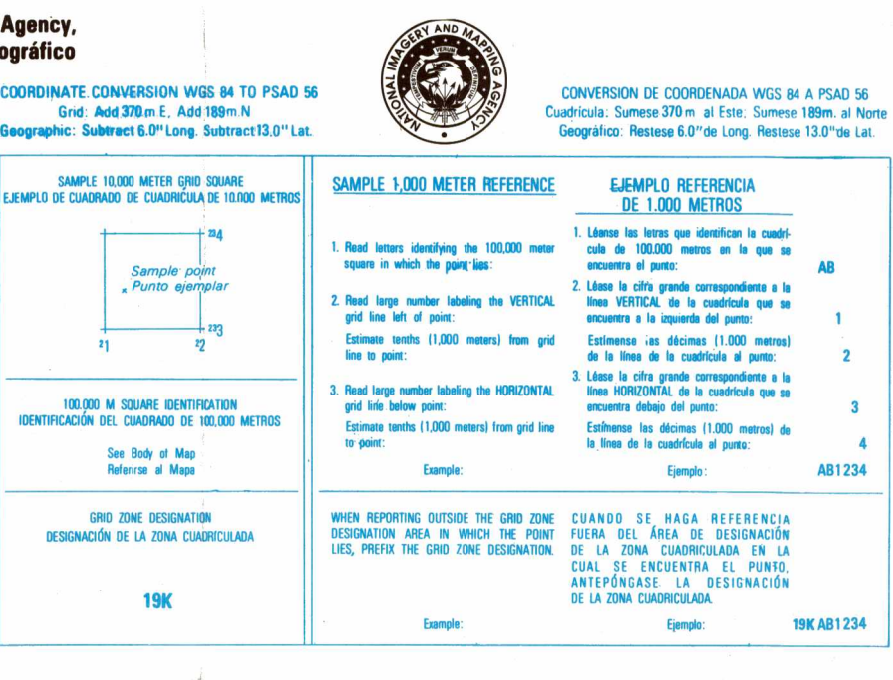 Agency,
ográfico
NATIONAL IMAGERY AND MAPPING AGENCY
VERUM
COORDINATE CONVERSION WGS 84 TO PSAD 56
Grid: Add 370 m E, Add 189m N
Geographic: Subtract 6.0" Long. Subtract 13.0" Lat.
CONVERSION DE COORDENADA WGS 84 A PSAD 56
Cuadrícula: Sumese 370 m al Este; Sumese 189m. al Norte
Geográfico: Restese 6.0" de Long. Restese 13.0" de Lat.
SAMPLE 10,000 METER GRID SQUARE
EJEMPLO DE CUADRADO DE CUADRICULA DE 10.000 METROS
234
Sample point
x Punto ejemplar
233
21
22
100.000 M SQUARE IDENTIFICATION
IDENTIFICACIÓN DEL CUADRADO DE 100,000 METROS
See Body of Map
Referirse al Mapa
GRID ZONE DESIGNATION
DESIGNACIÓN DE LA ZONA CUADRICULADA
19K
SAMPLE 1,000 METER REFERENCE
1. Read letters identifying the 100,000 meter
square in which the point lies:
2. Read large number labeling the VERTICAL
grid line left of point:
Estimate tenths (1,000 meters) from grid
line to point:
3. Read large number labeling the HORIZONTAL
grid line below point:
Estimate tenths (1,000 meters) from grid line
to point:
Example:
EJEMPLO REFERENCIA
DE 1.000 METROS
1. Léanse las letras que identifican la cuadrí-
cula de 100.000 metros en la que se
encuentra el punto:
AB
2. Léase la cifra grande correspondiente a la
línea VERTICAL de la cuadrícula que se
encuentra a la izquierda del punto:
1
Estímense las décimas (1.000 metros)
de la línea de la cuadrícula al punto:
2
3. Léase la cifra grande correspondiente a la
línea HORIZONTAL de la cuadrícula que se
encuentra debajo del punto:
3
Estímense las décimas (1.000 metros) de
la línea de la cuadrícula al punto:
4
Ejemplo:
AB1234
WHEN REPORTING OUTSIDE THE GRID ZONE
DESIGNATION AREA IN WHICH THE POINT
LIES, PREFIX THE GRID ZONE DESIGNATION.
Example:
CUANDO SE HAGA REFERENCIA
FUERA DEL ÁREA DE DESIGNACIÓN
DE LA ZONA CUADRICULADA EN LA
CUAL SE ENCUENTRA EL PUNTO,
ANTEPÓNGASE LA DESIGNACIÓN
DE LA ZONA CUADRICULADA.
Ejemplo:
19K AB1234